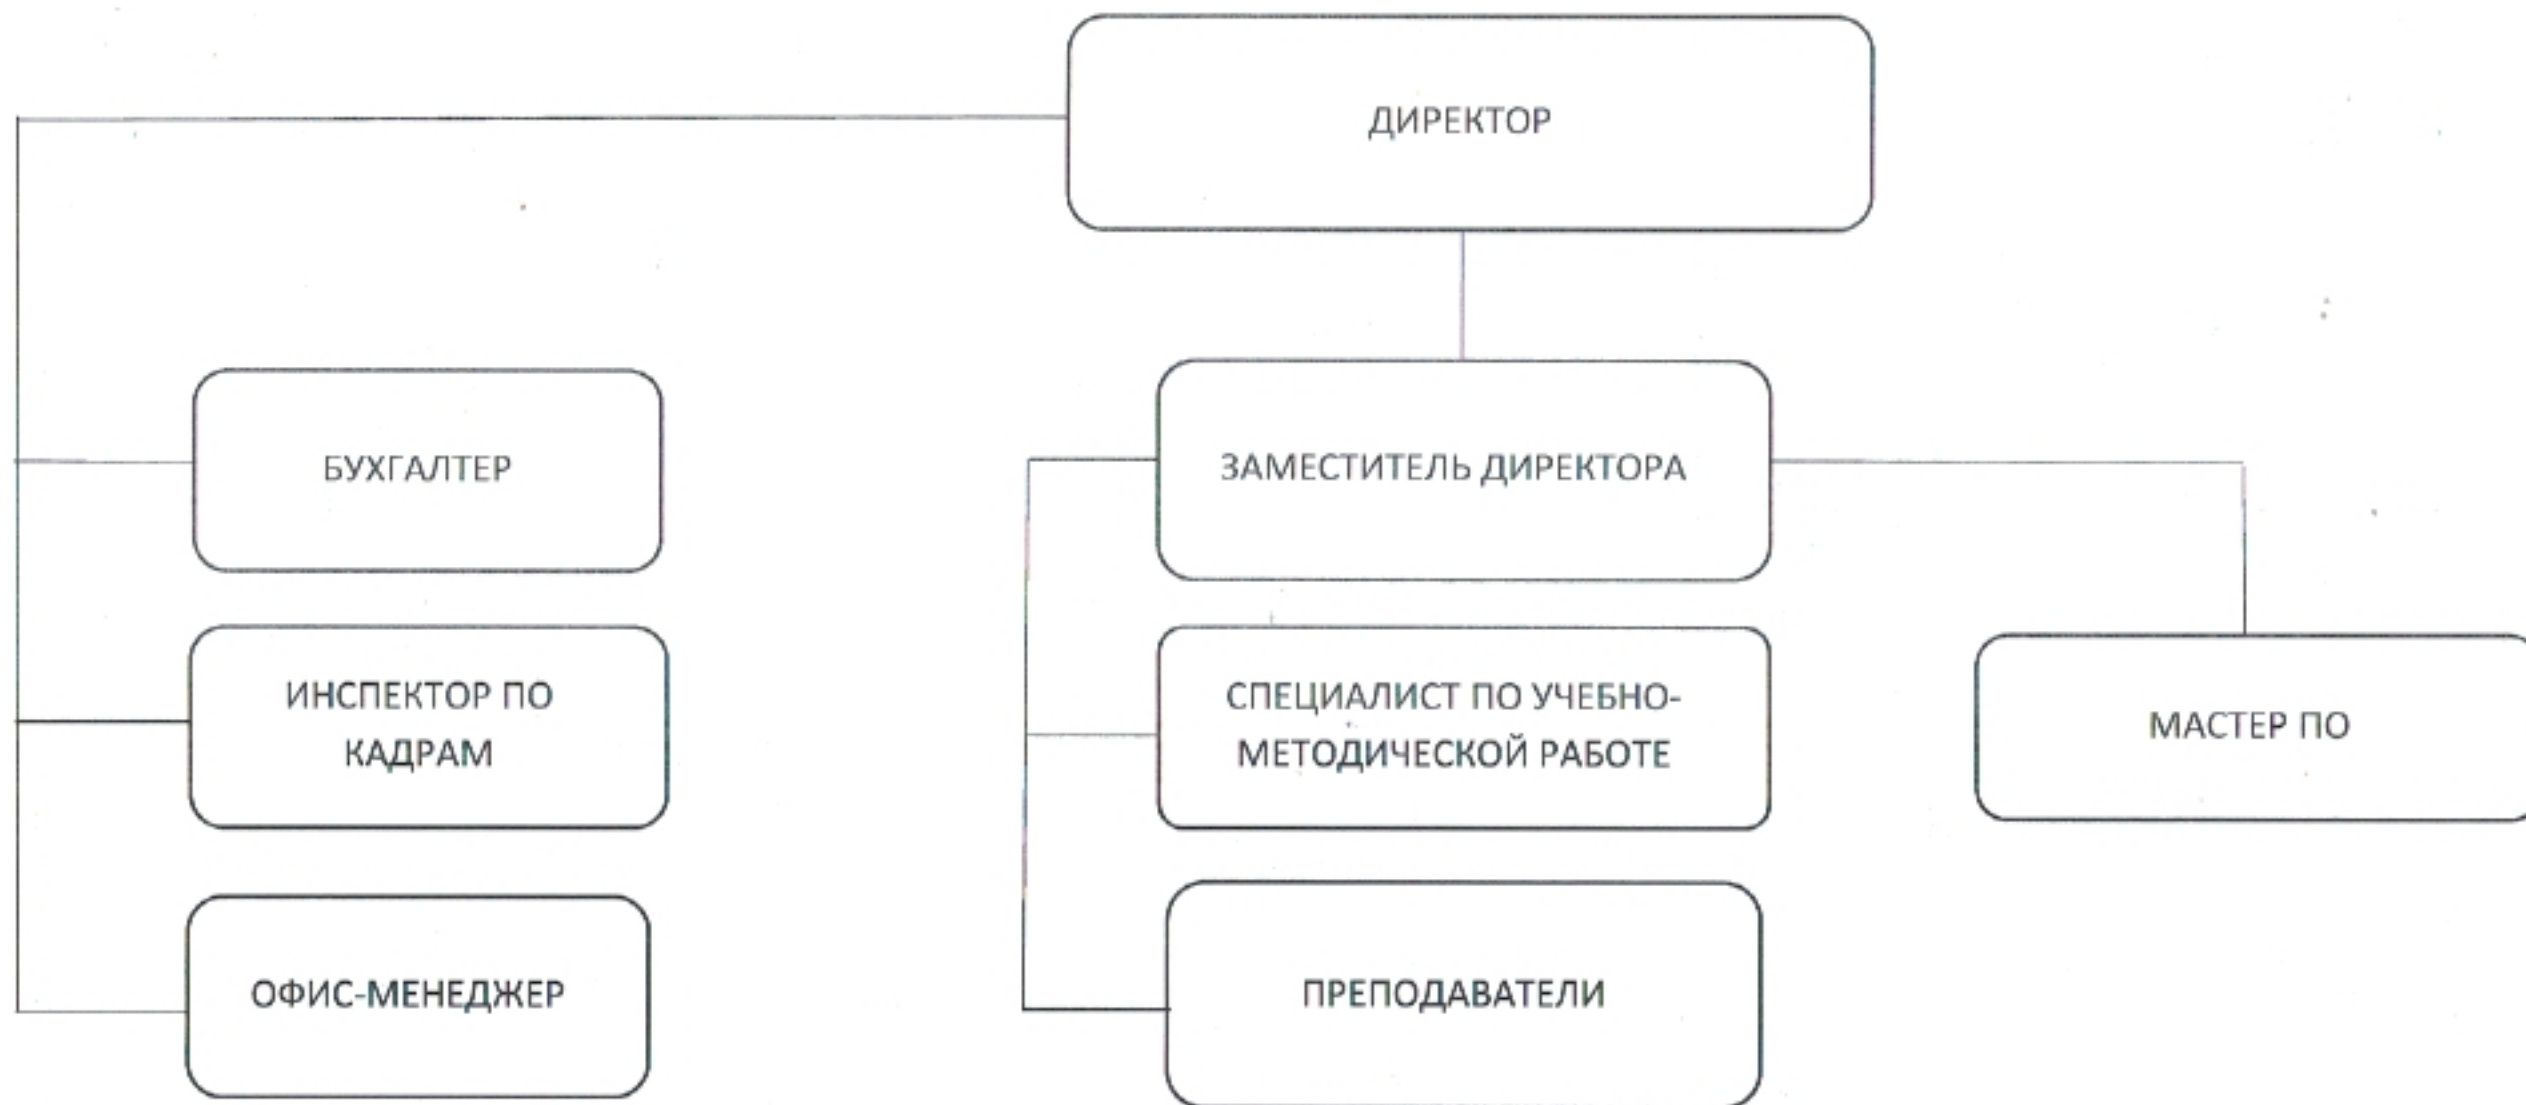 ДИРЕКТОР
БУХГАЛТЕР
ЗАМЕСТИТЕЛЬ ДИРЕКТОРА
ИНСПЕКТОР ПО
КАДРАМ
СПЕЦИАЛИСТ ПО УЧЕБНО-
МЕТОДИЧЕСКОЙ РАБОТЕ
МАСТЕР ПО
ОФИС-МЕНЕДЖЕР
ПРЕПОДАВАТЕЛИ